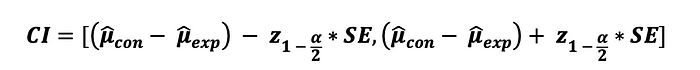 CI = [(μ̂_con − μ̂_exp) − z_{1−α/2} * SE, (μ̂_con − μ̂_exp) + z_{1−α/2} * SE]